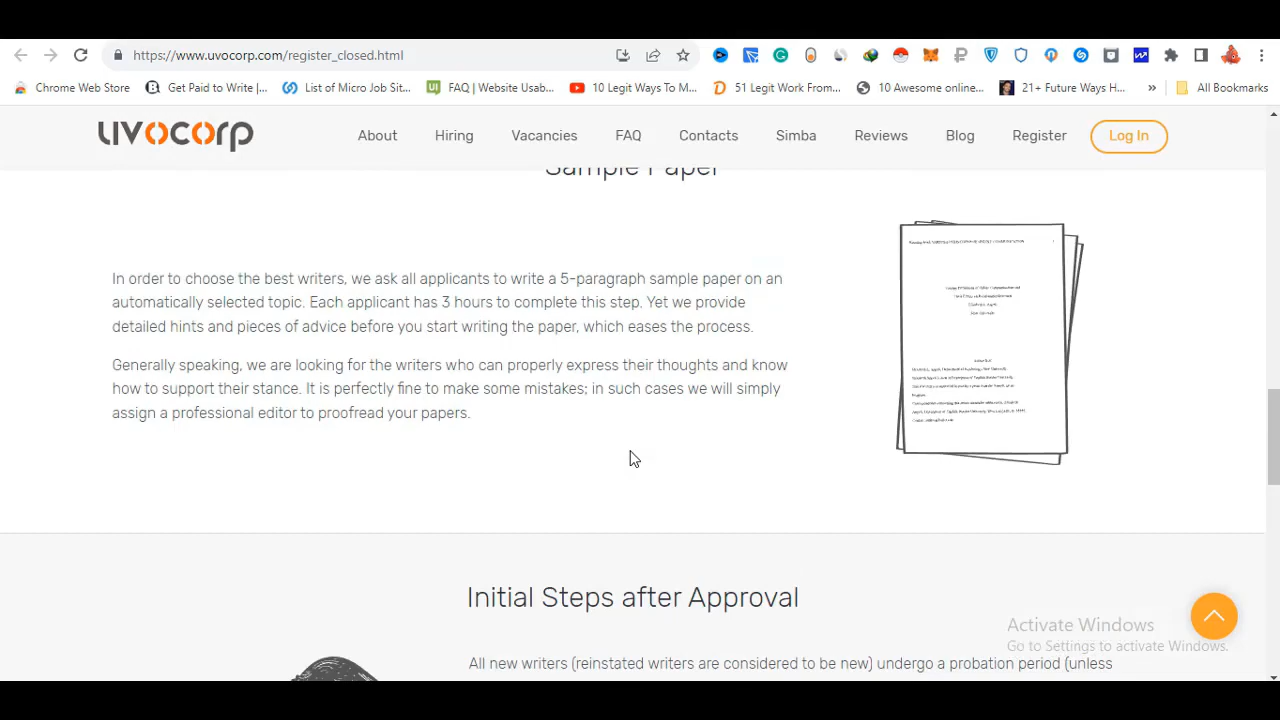 https://www.uvocorp.com/register_closed.html
Chrome Web Store
Get Paid to Write |...
List of Micro Job Sit...
FAQ | Website Usab...
10 Legit Ways To M...
51 Legit Work From...
10 Awesome online...
21+ Future Ways H...
»
All Bookmarks
uvocorp
About
Hiring
Vacancies
FAQ
Contacts
Simba
Reviews
Blog
Register
Log In
Sample Paper
In order to choose the best writers, we ask all applicants to write a 5-paragraph sample paper on an
automatically selected topic. Each applicant has 3 hours to complete this step. Yet we provide
detailed hints and pieces of advice before you start writing the paper, which eases the process.
Generally speaking, we are looking for the writers who can properly express their thoughts and know
how to support them. It is perfectly fine to make some mistakes; in such cases we will simply
assign a professional editor to proofread your papers.
Initial Steps after Approval
All new writers (reinstated writers are considered to be new) undergo a probation period (unless
Activate Windows
Go to Settings to activate Windows.